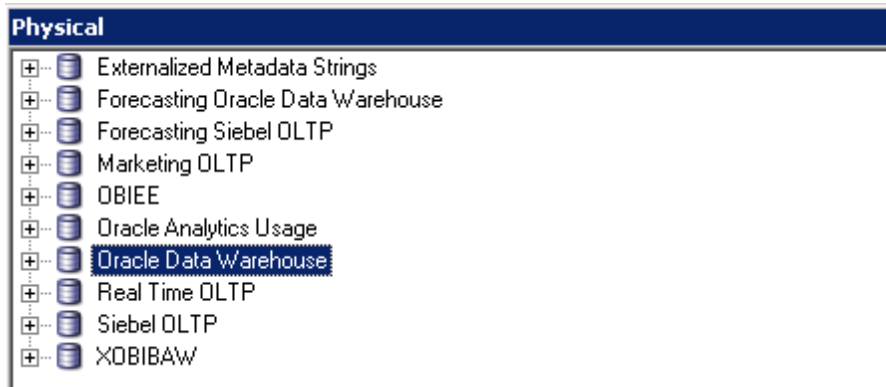 Physical
Externalized Metadata Strings
Forecasting Oracle Data Warehouse
Forecasting Siebel OLTP
Marketing OLTP
OBIEE
Oracle Analytics Usage
Oracle Data Warehouse
Real Time OLTP
Siebel OLTP
XOBIBAW